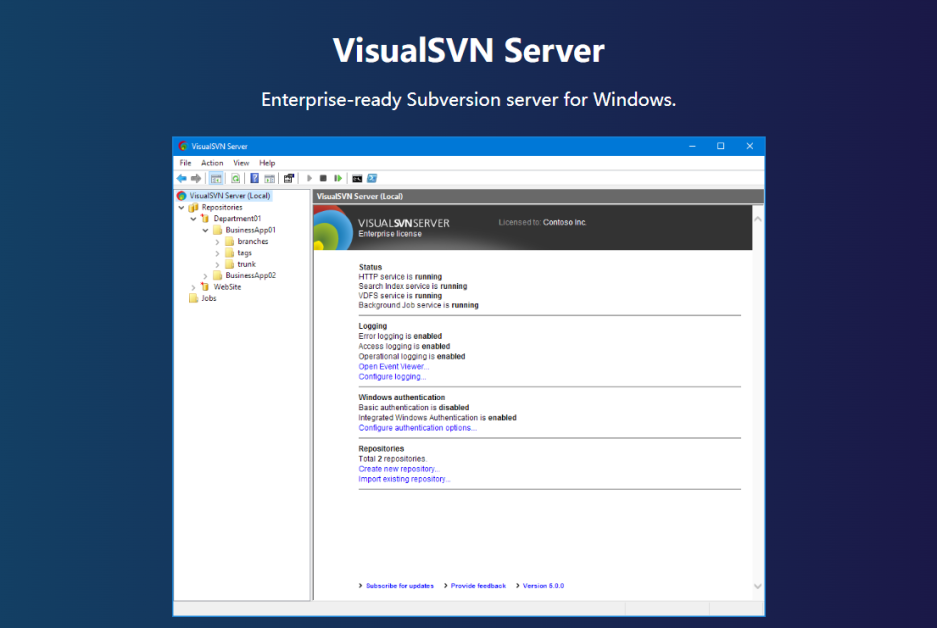 VisualSVN Server
Enterprise-ready Subversion server for Windows.
VisualSVN Server
File Action View Help
VisualSVN Server (Local)
Repositories
Department01
BusinessApp01
branches
tegs
trunk
BusinessApp02
WebSite
Jobs
VisualSVN Server (Local)
VISUALSVNSERVER
Enterprise license
Licensed to: Contoso Inc.
Status
HTTP service is running
Search Index service is running
VDFS service is running
Background Job service is running
Logging
Error logging is enabled
Access logging is enabled
Operational logging is enabled
Open Event Viewer...
Configure logging...
Windows authentication
Basic authentication is disabled
Integrated Windows Authentication is enabled
Configure authentication options...
Repositories
Total 2 repositories.
Create new repository...
Import existing repository...
Subscribe for updates Provide feedback Version 5.0.0